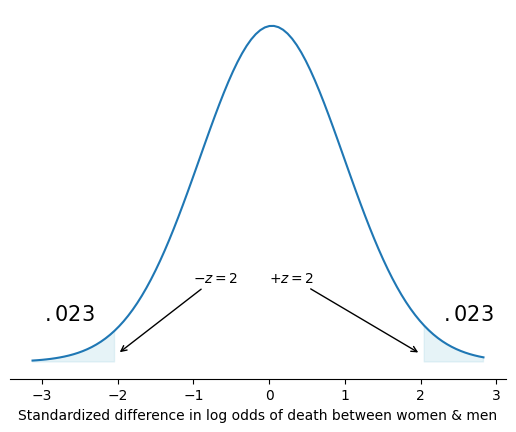 −z = 2 +z = 2
.023 .023
−3 −2 −1 0 1 2 3
Standardized difference in log odds of death between women & men